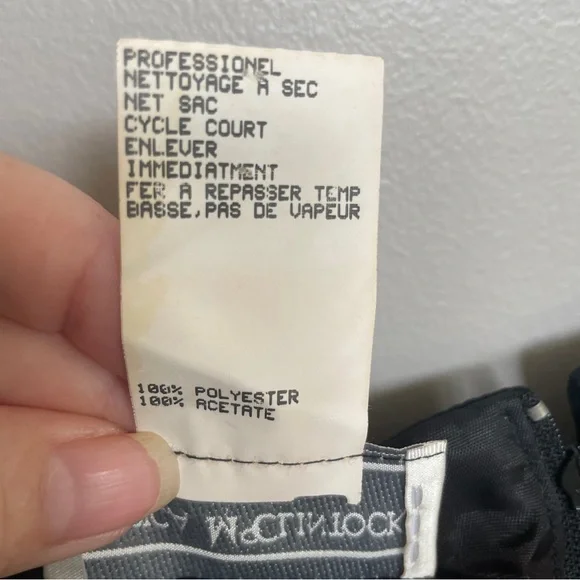 PROFESSIONEL
NETTOYAGE A SEC
NET SAC
CYCLE COURT
ENLEVER
IMMEDIATMENT
FER A REPASSER TEMP
BASSE, PAS DE VAPEUR
100% POLYESTER
100% ACETATE
MCCLINTOCK